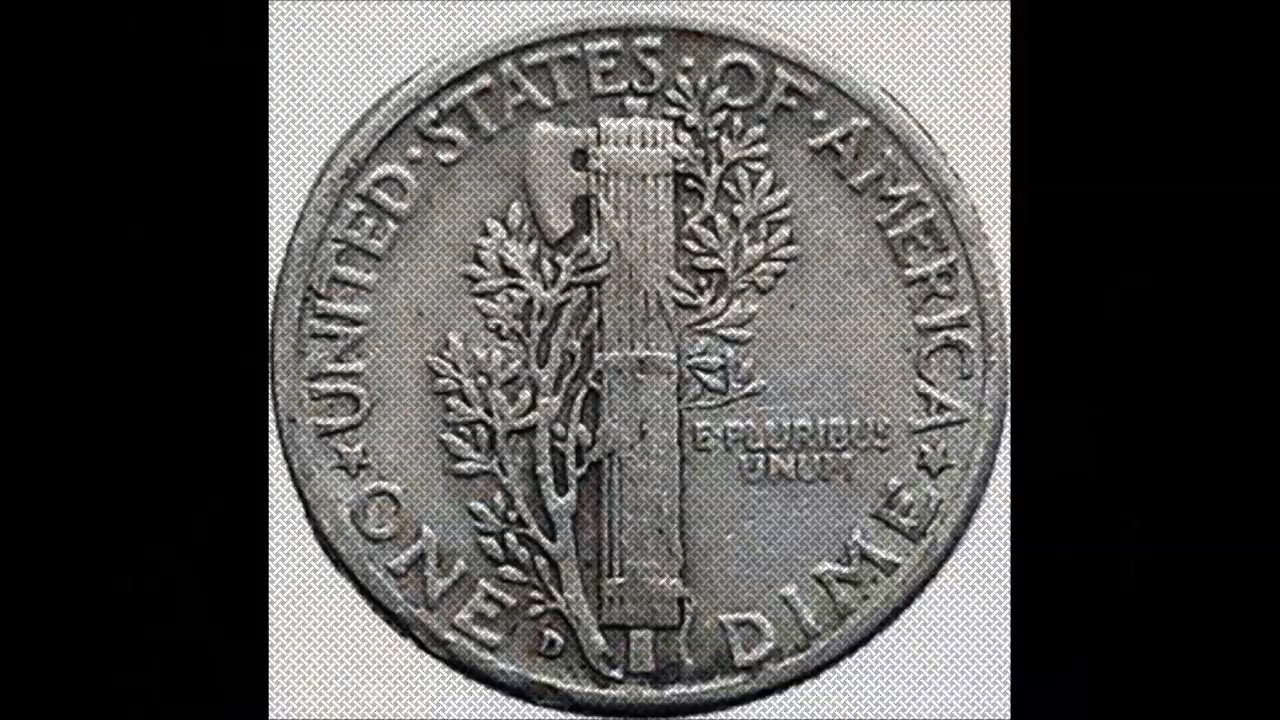 UNITED·STATES·OF·AMERICA
E·PLURIBUS
UNUM
ONE DIME
D